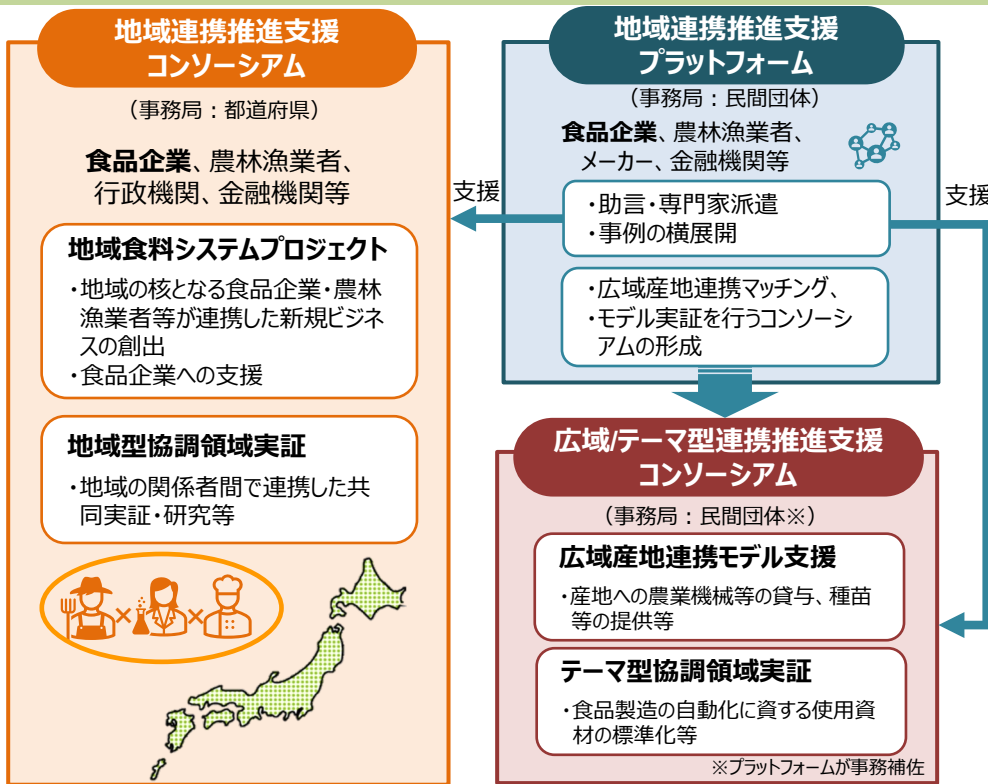 地域連携推進支援
コンソーシアム
（事務局：都道府県）
食品企業、農林漁業者、
行政機関、金融機関等
地域食料システムプロジェクト
・地域の核となる食品企業・農林
漁業者等が連携した新規ビジネ
スの創出
・食品企業への支援
地域型協調領域実証
・地域の関係者間で連携した共
同実証・研究等
支援
地域連携推進支援
プラットフォーム
（事務局：民間団体）
食品企業、農林漁業者、
メーカー、金融機関等
・助言・専門家派遣
・事例の横展開
・広域産地連携マッチング、
・モデル実証を行うコンソーシ
アムの形成
支援
広域/テーマ型連携推進支援
コンソーシアム
（事務局：民間団体※）
広域産地連携モデル支援
・産地への農業機械等の貸与、種苗
等の提供等
テーマ型協調領域実証
・食品製造の自動化に資する使用資
材の標準化等
※プラットフォームが事務補佐